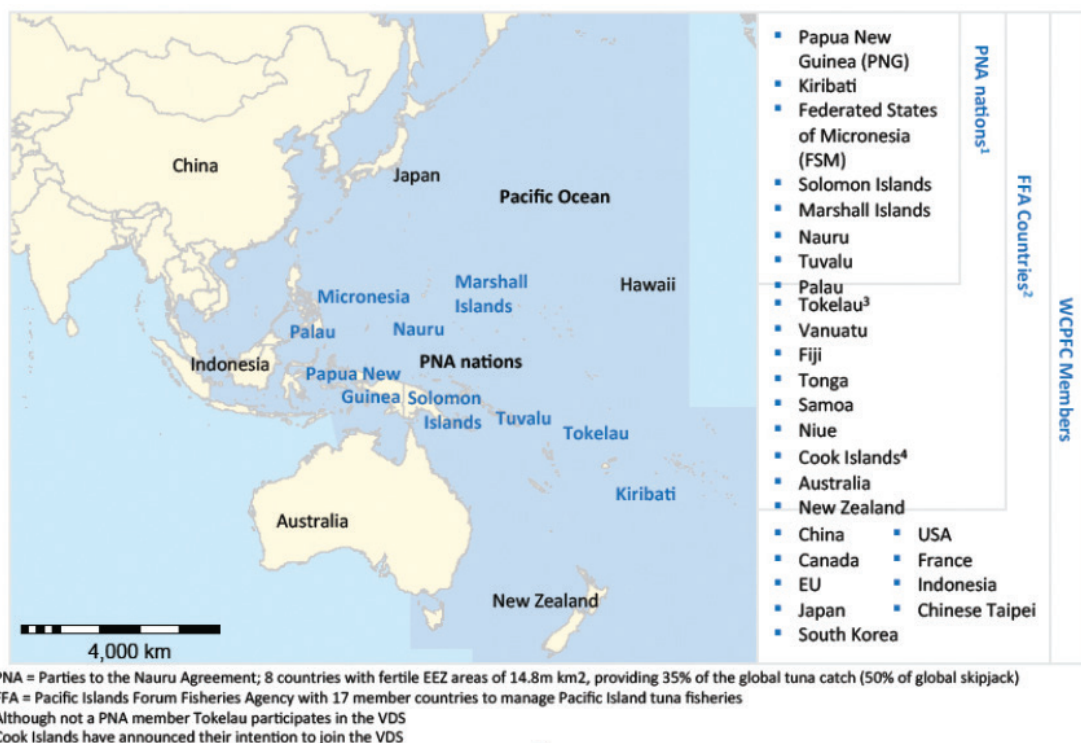 China
Japan
Pacific Ocean
Hawaii
Marshall
Islands
Micronesia
Palau
Nauru
Indonesia
PNA nations
Papua New
Guinea
Solomon
Islands
Tuvalu
Tokelau
Kiribati
Australia
New Zealand
4,000 km
▪ Papua New
Guinea (PNG)
▪ Kiribati
▪ Federated States
of Micronesia
(FSM)
▪ Solomon Islands
▪ Marshall Islands
▪ Nauru
▪ Tuvalu
▪ Palau
▪ Tokelau³
▪ Vanuatu
▪ Fiji
▪ Tonga
▪ Samoa
▪ Niue
▪ Cook Islands⁴
▪ Australia
▪ New Zealand
▪ China
▪ Canada
▪ EU
▪ Japan
▪ South Korea
▪ USA
▪ France
▪ Indonesia
▪ Chinese Taipei
PNA nations¹
FFA Countries²
WCPFC Members
PNA = Parties to the Nauru Agreement; 8 countries with fertile EEZ areas of 14.8m km2, providing 35% of the global tuna catch (50% of global skipjack)
FFA = Pacific Islands Forum Fisheries Agency with 17 member countries to manage Pacific Island tuna fisheries
Although not a PNA member Tokelau participates in the VDS
Cook Islands have announced their intention to join the VDS